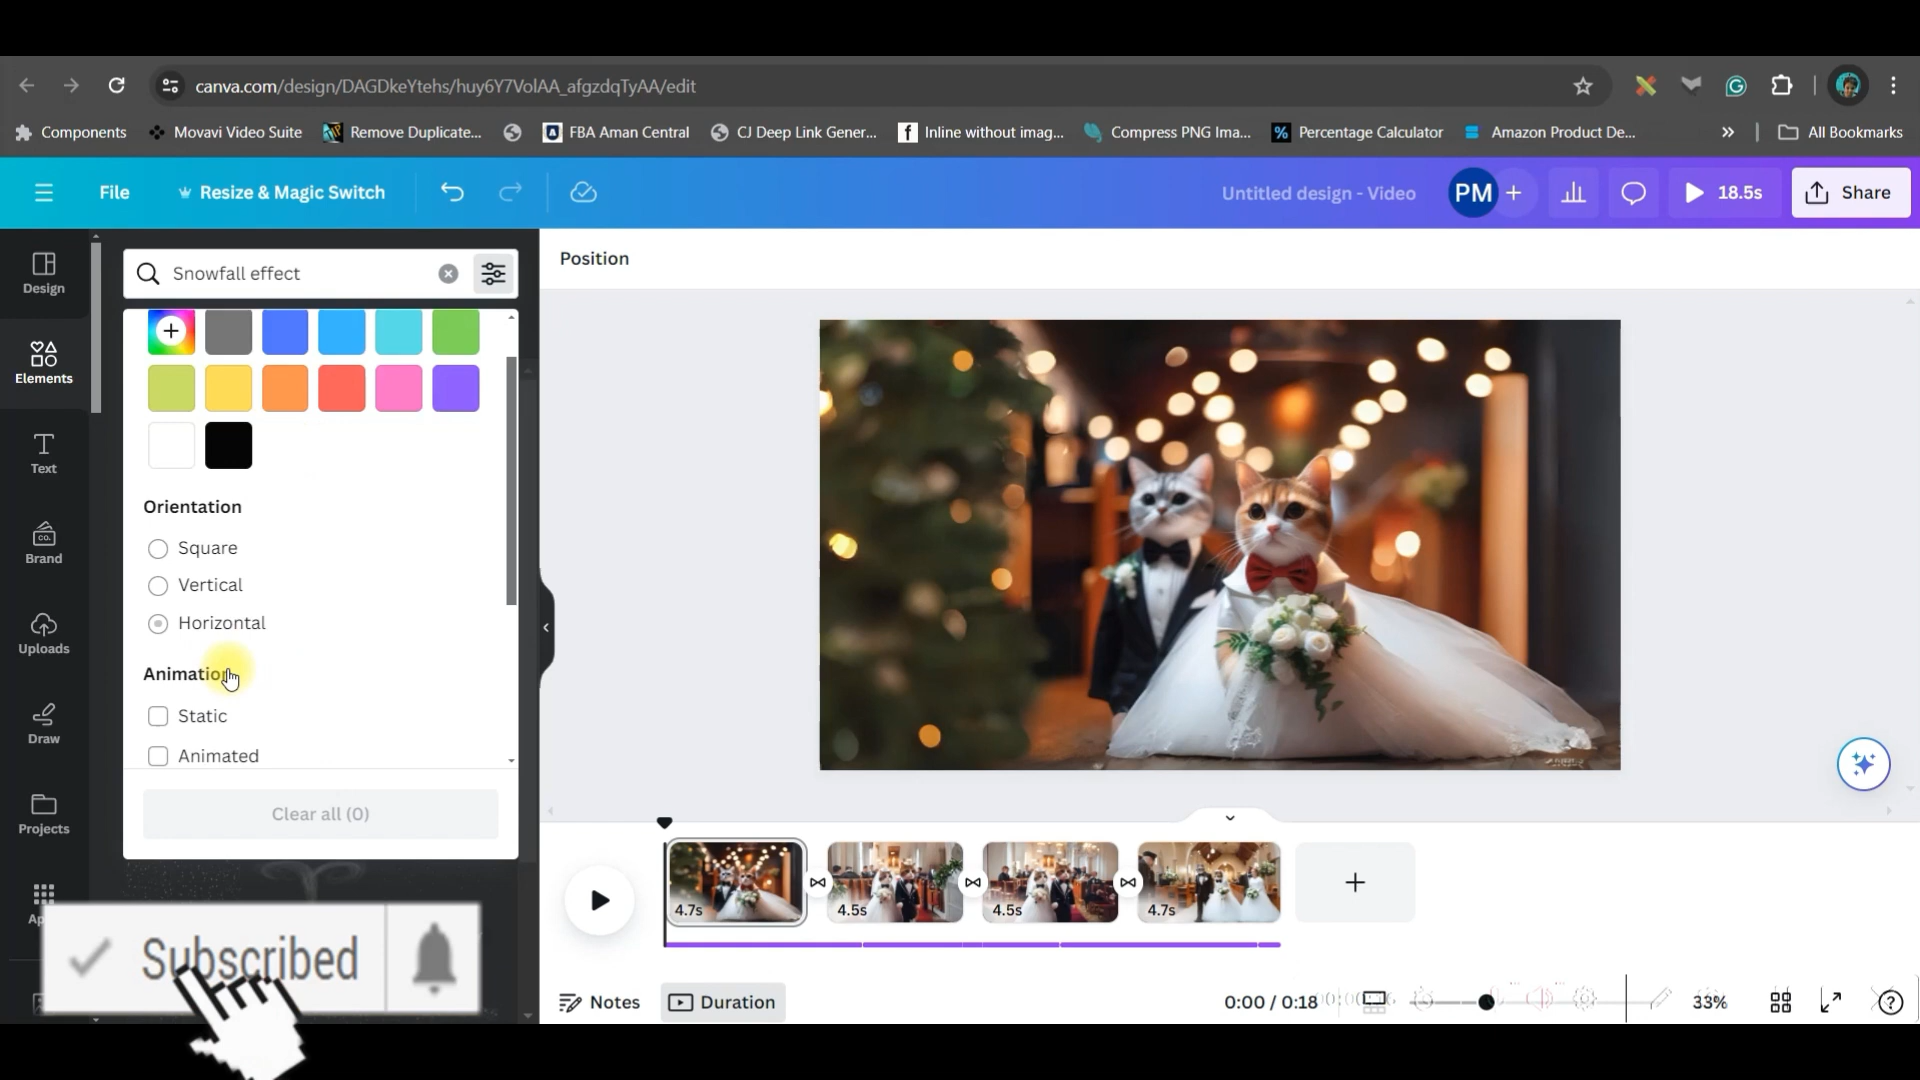 canva.com/design/DAGDkeYtehs/huy6Y7VolAA_afgzdqTyAA/edit
Components
Movavi Video Suite
Remove Duplicate...
FBA Aman Central
CJ Deep Link Gener...
Inline without imag...
Compress PNG Ima...
Percentage Calculator
Amazon Product De...
All Bookmarks
File
Resize & Magic Switch
Untitled design - Video
PM
18.5s
Share
Design
Elements
Text
Brand
Uploads
Draw
Projects
Snowfall effect
Orientation
Square
Vertical
Horizontal
Static
Animated
Clear all (0)
Position
4.7s
4.5s
4.5s
4.7s
Subscribed
Notes
Duration
0:00 / 0:18
33%